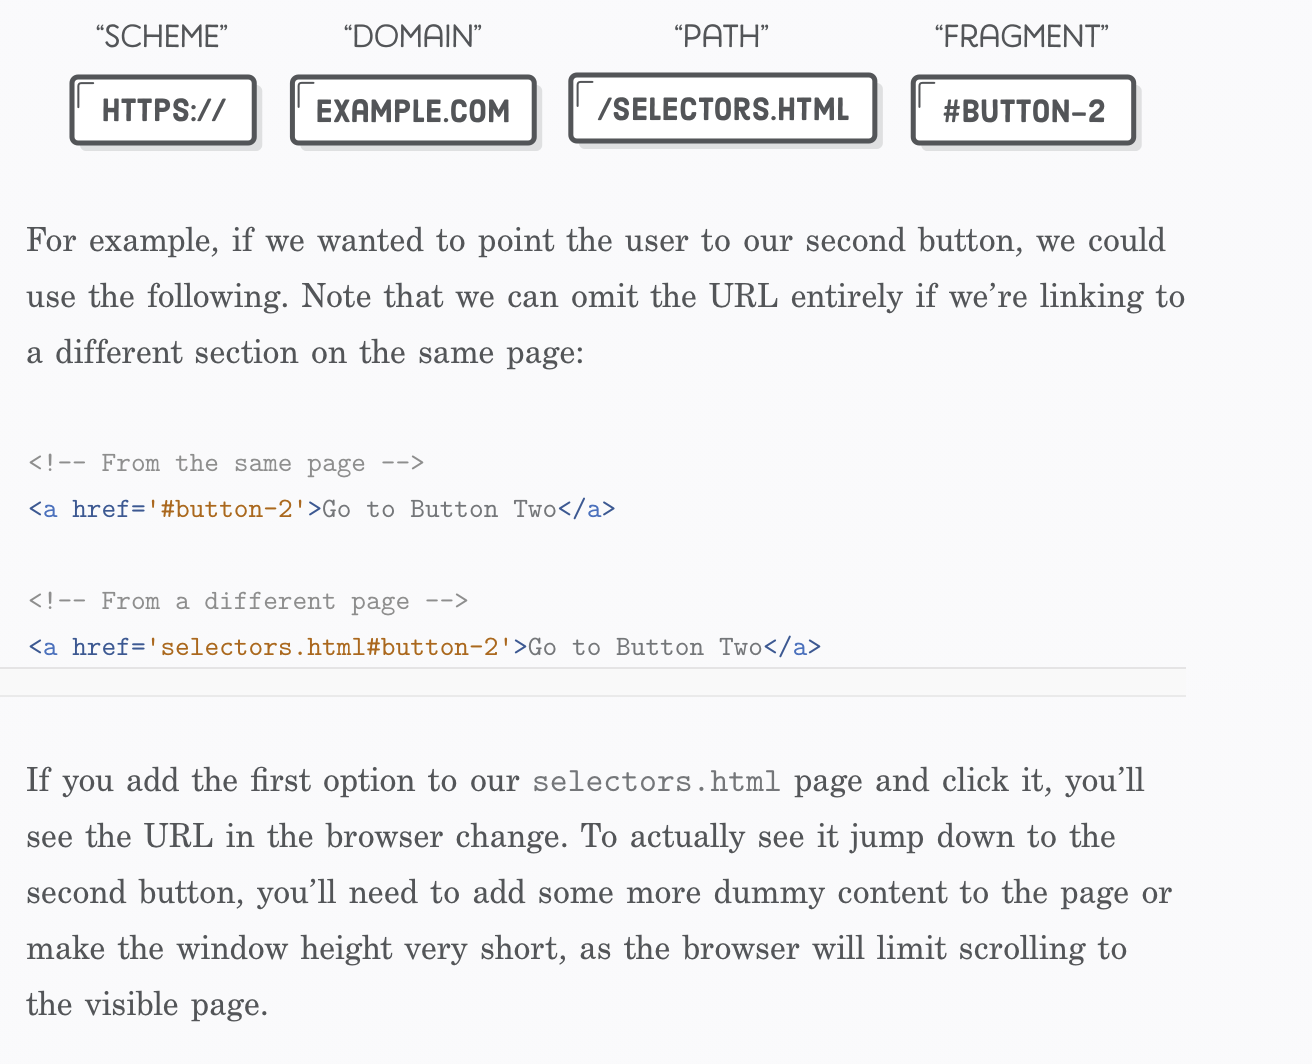 “SCHEME” “DOMAIN” “PATH” “FRAGMENT”
HTTPS:// EXAMPLE.COM /SELECTORS.HTML #BUTTON-2
For example, if we wanted to point the user to our second button, we could
use the following. Note that we can omit the URL entirely if we’re linking to
a different section on the same page:
<!-- From the same page -->
<a href='#button-2'>Go to Button Two</a>
<!-- From a different page -->
<a href='selectors.html#button-2'>Go to Button Two</a>
If you add the first option to our selectors.html page and click it, you’ll
see the URL in the browser change. To actually see it jump down to the
second button, you’ll need to add some more dummy content to the page or
make the window height very short, as the browser will limit scrolling to
the visible page.